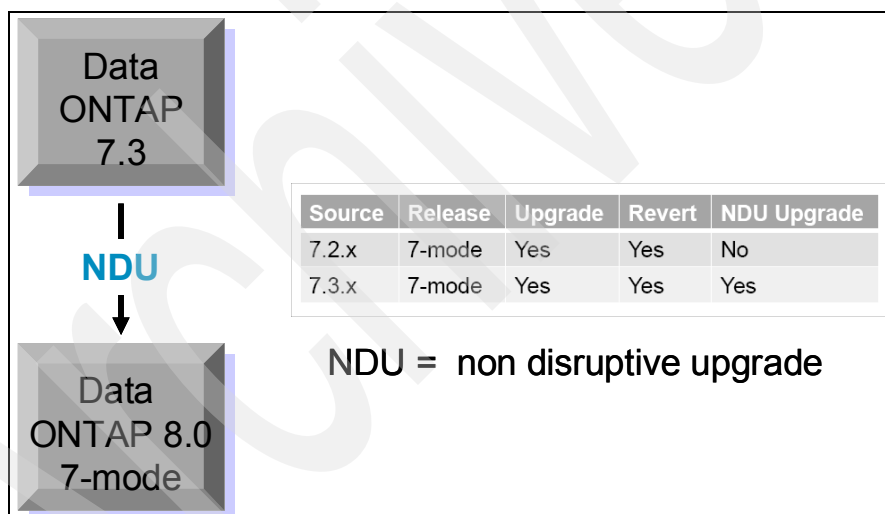 Data
ONTAP
7.3
NDU
Data
ONTAP 8.0
7-mode
Source Release Upgrade Revert NDU Upgrade
7.2.x 7-mode Yes Yes No
7.3.x 7-mode Yes Yes Yes
NDU = non disruptive upgrade